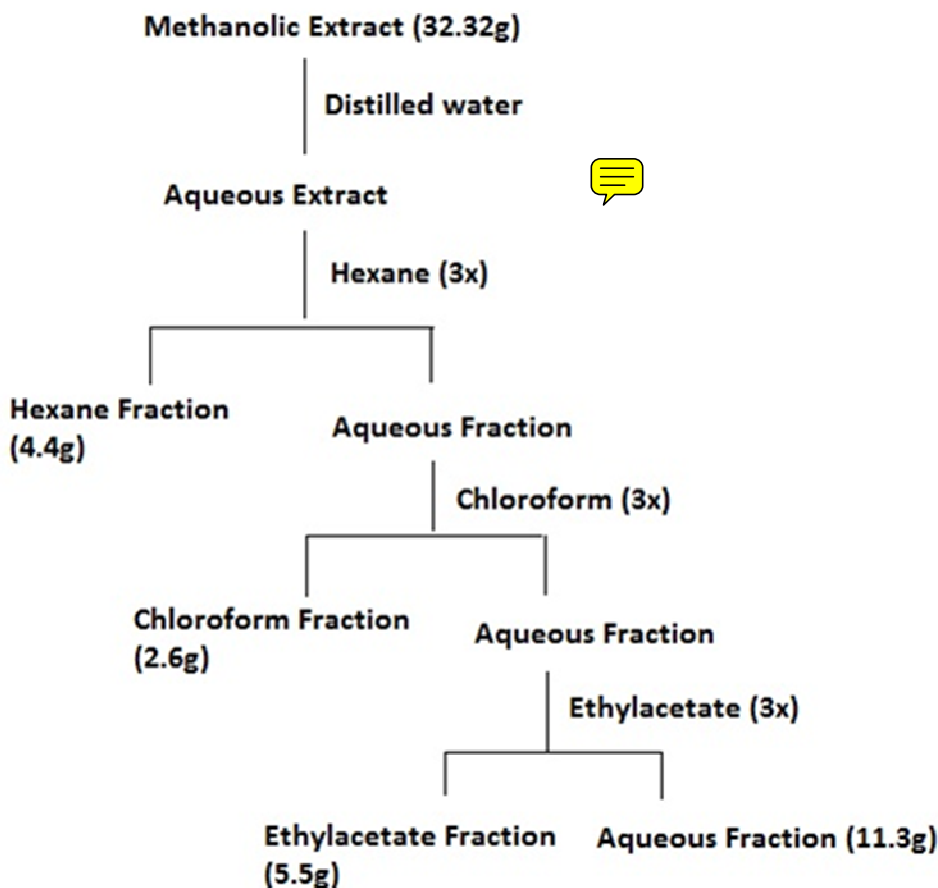 Methanolic Extract (32.32g)
Distilled water
Aqueous Extract
Hexane (3x)
Hexane Fraction
(4.4g)
Aqueous Fraction
Chloroform (3x)
Chloroform Fraction
(2.6g)
Aqueous Fraction
Ethylacetate (3x)
Ethylacetate Fraction
(5.5g)
Aqueous Fraction (11.3g)